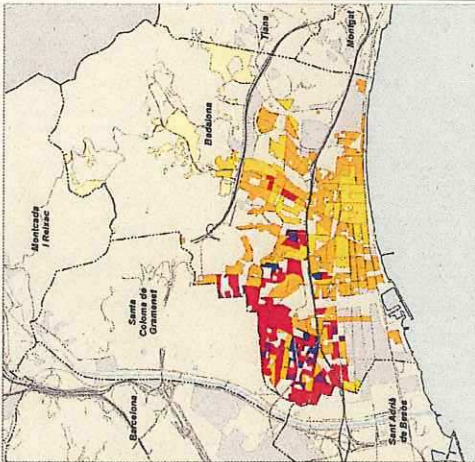 Montcada
i Reixac
Tiana
Montgat
Badalona
Santa
Coloma de
Gramenet
Barcelona
Sant Adrià
de Besòs